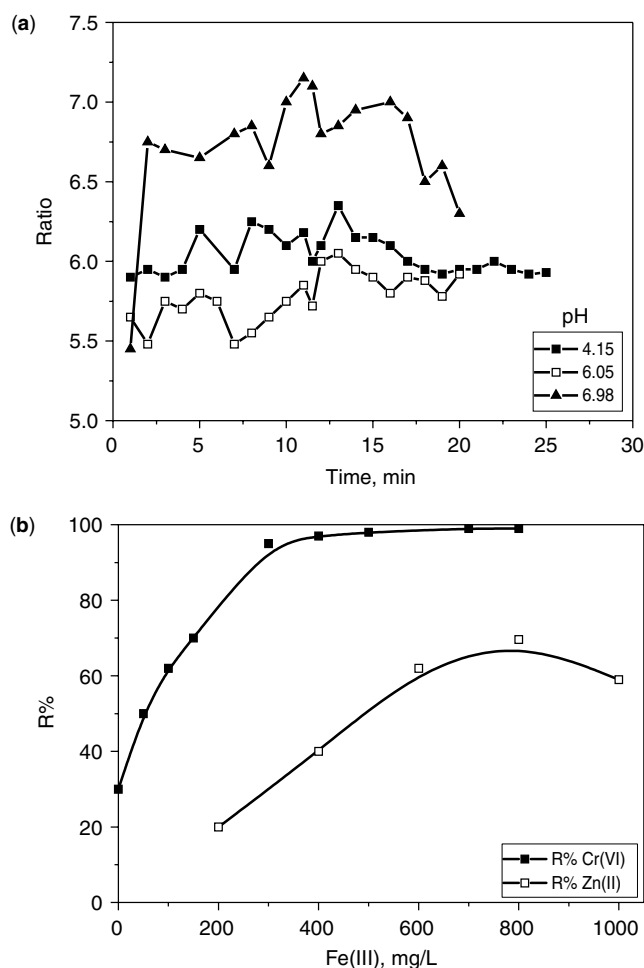 (a)
7.5
7.0
6.5
6.0
5.5
5.0
Ratio
0 5 10 15 20 25 30
Time, min
pH
4.15
6.05
6.98
(b)
100
80
60
40
20
0
R%
0 200 400 600 800 1000
Fe(III), mg/L
R% Cr(VI)
R% Zn(II)